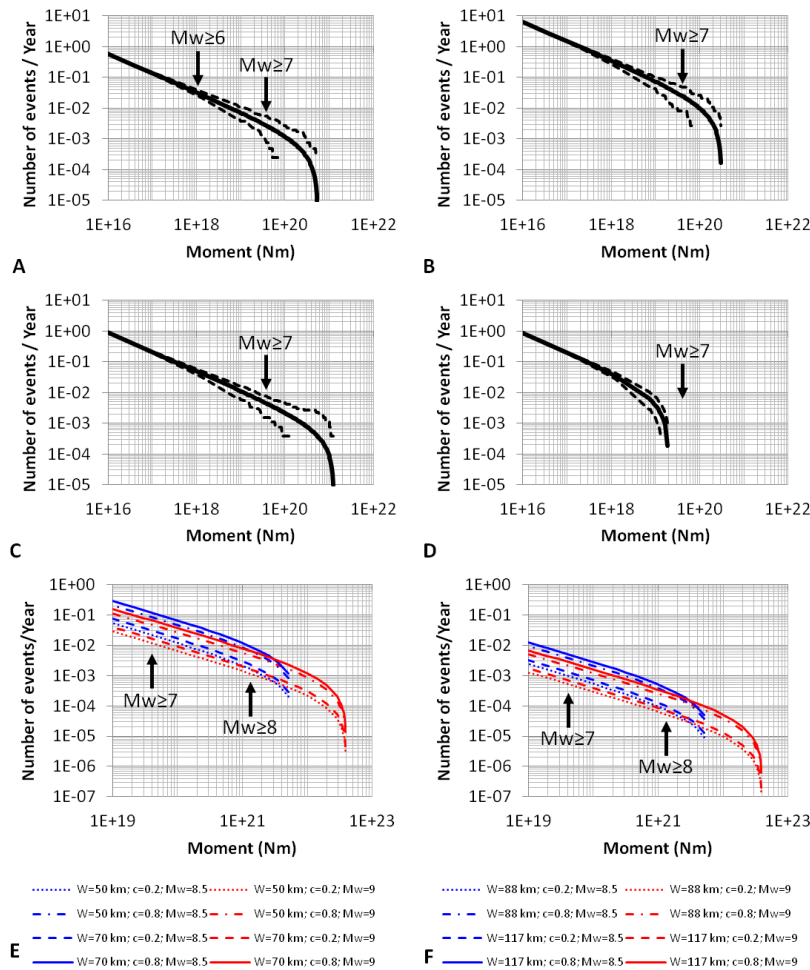 1E+01
1E+00
1E-01
1E-02
1E-03
1E-04
1E-05
Number of events / Year
Mw≥6
Mw≥7
1E+16
1E+18
1E+20
1E+22
Moment (Nm)
A
1E+01
1E+00
1E-01
1E-02
1E-03
1E-04
1E-05
Number of events / Year
Mw≥7
1E+16
1E+18
1E+20
1E+22
Moment (Nm)
B
1E+01
1E+00
1E-01
1E-02
1E-03
1E-04
1E-05
Number of events / Year
Mw≥7
1E+16
1E+18
1E+20
1E+22
Moment (Nm)
C
1E+01
1E+00
1E-01
1E-02
1E-03
1E-04
1E-05
Number of events / Year
Mw≥7
1E+16
1E+18
1E+20
1E+22
Moment (Nm)
D
1E+00
1E-01
1E-02
1E-03
1E-04
1E-05
1E-06
1E-07
Number of events/Year
Mw≥7
Mw≥8
1E+19
1E+21
1E+23
Moment (Nm)
W=50 km; c=0.2; Mw=8.5
W=50 km; c=0.2; Mw=9
W=50 km; c=0.8; Mw=8.5
W=50 km; c=0.8; Mw=9
W=70 km; c=0.2; Mw=8.5
W=70 km; c=0.2; Mw=9
W=70 km; c=0.8; Mw=8.5
W=70 km; c=0.8; Mw=9
E
1E+00
1E-01
1E-02
1E-03
1E-04
1E-05
1E-06
1E-07
Number of events/Year
Mw≥7
Mw≥8
1E+19
1E+21
1E+23
Moment (Nm)
W=88 km; c=0.2; Mw=8.5
W=88 km; c=0.2; Mw=9
W=88 km; c=0.8; Mw=8.5
W=88 km; c=0.8; Mw=9
W=117 km; c=0.2; Mw=8.5
W=117 km; c=0.2; Mw=9
W=117 km; c=0.8; Mw=8.5
W=117 km; c=0.8; Mw=9
F